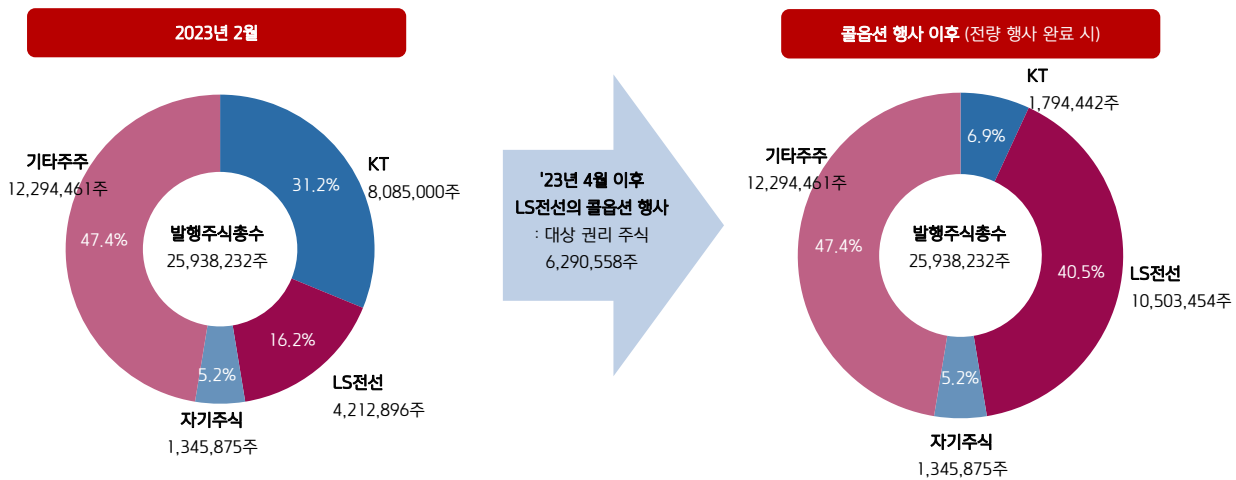 2023년 2월
기타주주
12,294,461주
47.4%
KT
8,085,000주
31.2%
발행주식총수
25,938,232주
16.2%
LS전선
4,212,896주
5.2%
자기주식
1,345,875주
'23년 4월 이후
LS전선의 콜옵션 행사
: 대상 권리 주식
6,290,558주
콜옵션 행사 이후 (전량 행사 완료 시)
KT
1,794,442주
6.9%
기타주주
12,294,461주
47.4%
발행주식총수
25,938,232주
40.5%
LS전선
10,503,454주
5.2%
자기주식
1,345,875주